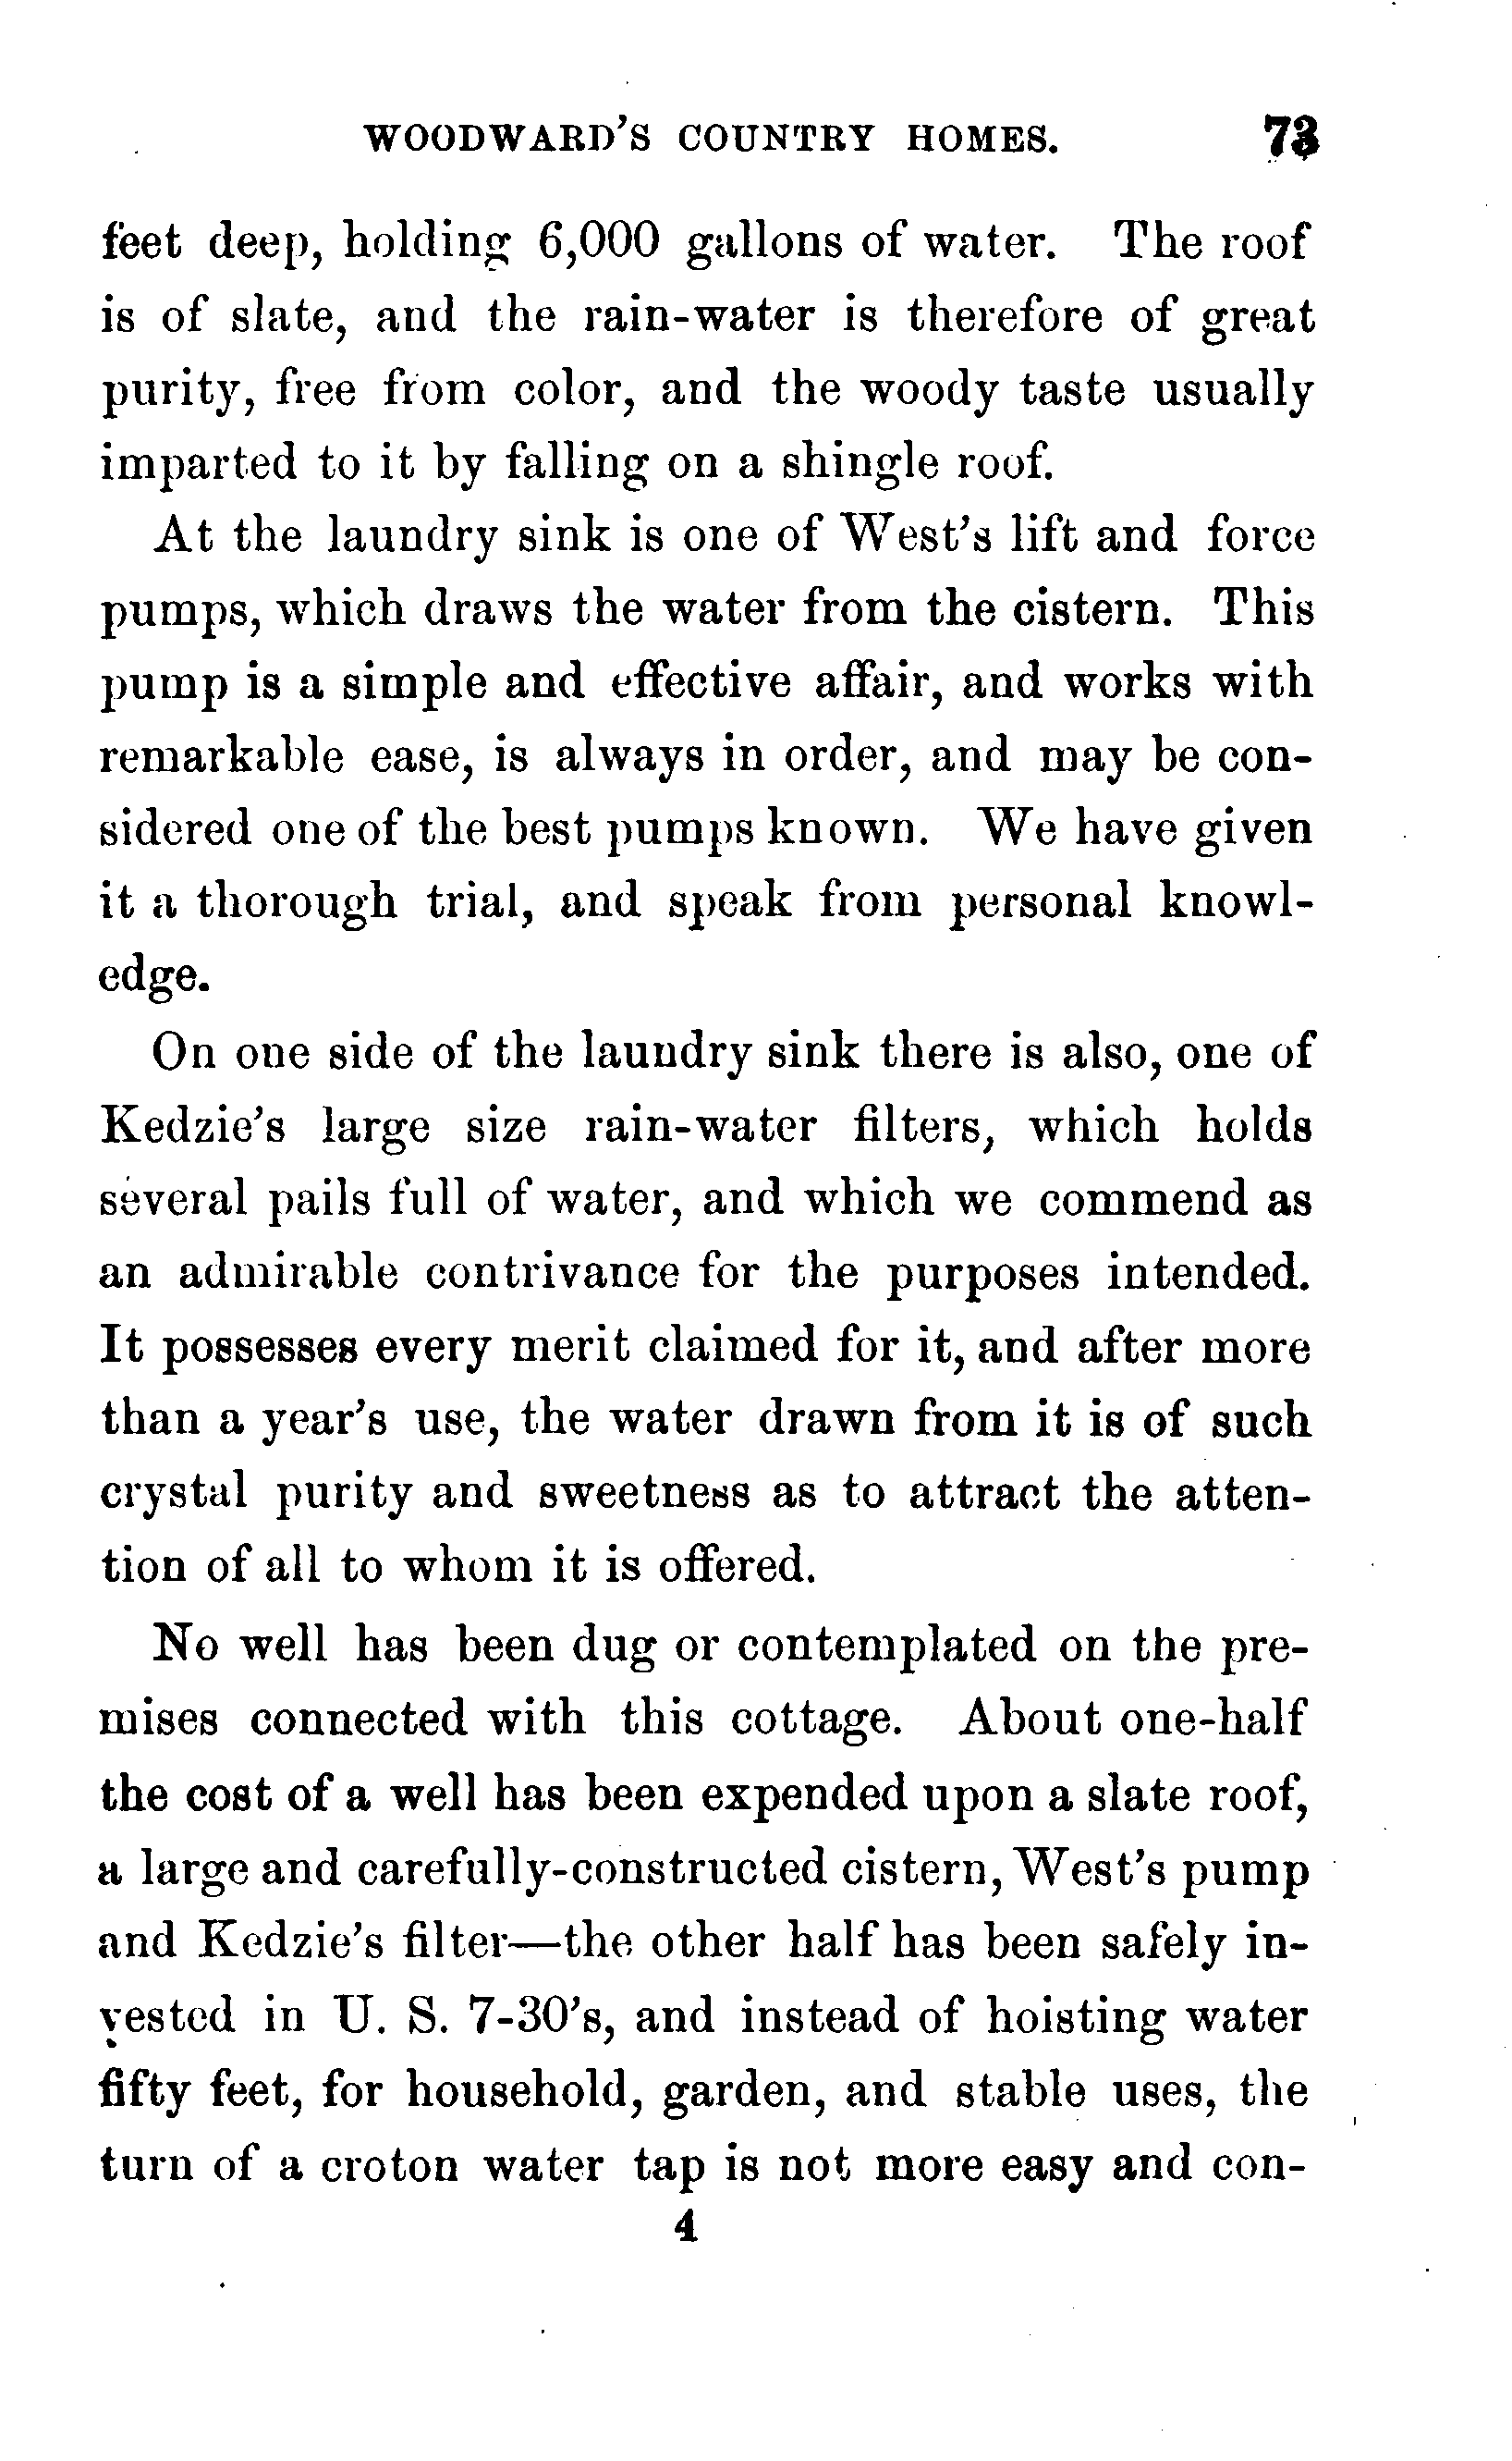 WOODWARD'S COUNTRY HOMES. 73
feet deep, holding 6,000 gallons of water. The roof
is of slate, and the rain-water is therefore of great
purity, free from color, and the woody taste usually
imparted to it by falling on a shingle roof.
At the laundry sink is one of West's lift and force
pumps, which draws the water from the cistern. This
pump is a simple and effective affair, and works with
remarkable ease, is always in order, and may be con-
sidered one of the best pumps known. We have given
it a thorough trial, and speak from personal knowl-
edge.
On one side of the laundry sink there is also, one of
Kedzie's large size rain-water filters, which holds
several pails full of water, and which we commend as
an admirable contrivance for the purposes intended.
It possesses every merit claimed for it, and after more
than a year's use, the water drawn from it is of such
crystal purity and sweetness as to attract the atten-
tion of all to whom it is offered.
No well has been dug or contemplated on the pre-
mises connected with this cottage. About one-half
the cost of a well has been expended upon a slate roof,
a large and carefully-constructed cistern, West's pump
and Kedzie's filter—the other half has been safely in-
vested in U. S. 7-30's, and instead of hoisting water
fifty feet, for household, garden, and stable uses, the
turn of a croton water tap is not more easy and con-
4